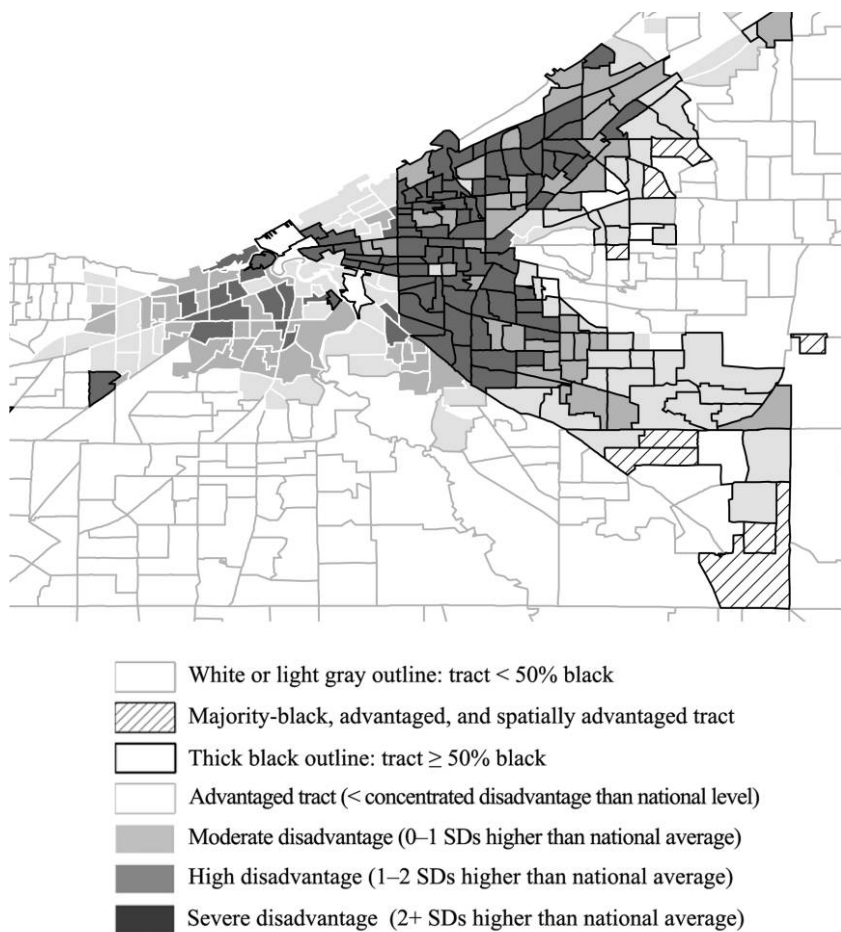 White or light gray outline: tract < 50% black
Majority-black, advanced, and spatially advantaged tract
Thick black outline: tract ≥ 50% black
Advantaged tract (< concentrated disadvantage than national level)
Moderate disadvantage (0–1 SDs higher than national average)
High disadvantage (1–2 SDs higher than national average)
Severe disadvantage (2+ SDs higher than national average)